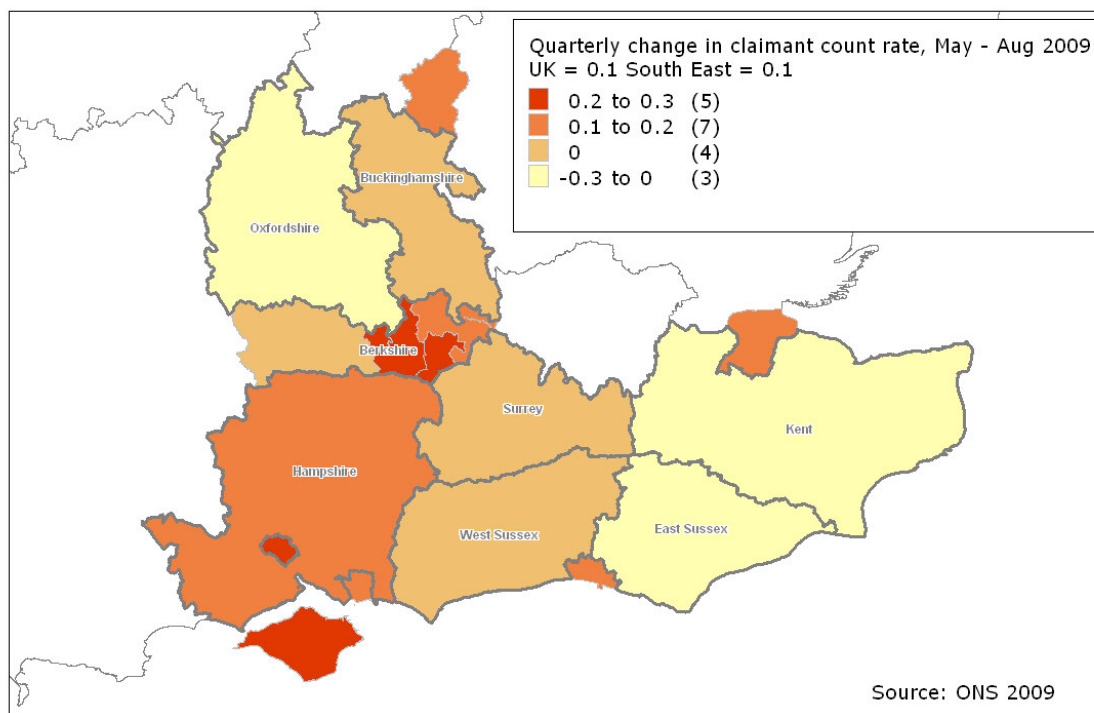 Quarterly change in claimant count rate, May - Aug 2009
UK = 0.1 South East = 0.1
0.2 to 0.3 (5)
0.1 to 0.2 (7)
0 (4)
-0.3 to 0 (3)
Buckinghamshire
Oxfordshire
Berkshire
Surrey
Kent
Hampshire
West Sussex
East Sussex
Source: ONS 2009